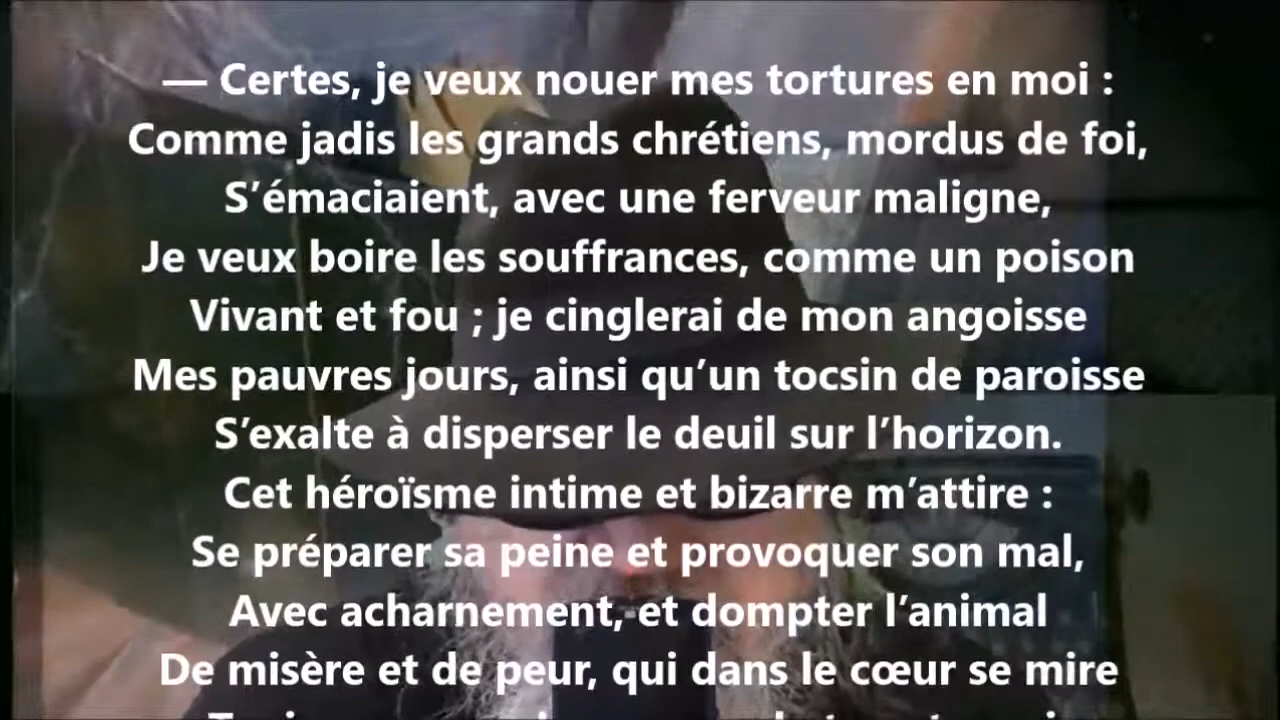 — Certes, je veux nouer mes tortures en moi :
Comme jadis les grands chrétiens, mordus de foi,
S’émaciaient, avec une ferveur maligne,
Je veux boire les souffrances, comme un poison
Vivant et fou ; je cinglerai de mon angoisse
Mes pauvres jours, ainsi qu’un tocsin de paroisse
S’exalte à disperser le deuil sur l’horizon.
Cet héroïsme intime et bizarre m’attire :
Se préparer sa peine et provoquer son mal,
Avec acharnement, et dompter l’animal
De misère et de peur, qui dans le cœur se mire